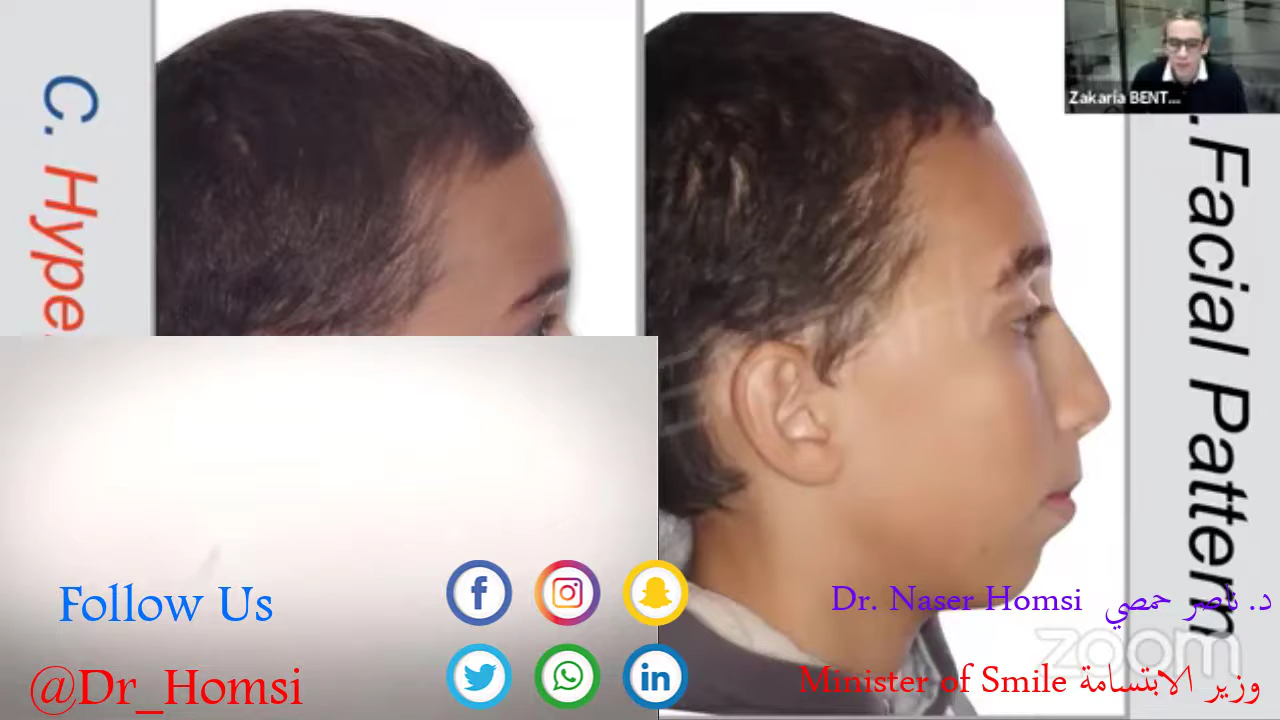 Zakaria BENT...
C. Hype
.Facial Pattern
Follow Us
@Dr_Homsi
Dr. Naser Homsi د. ناصر حمصي
zoom
Minister of Smile وزير الابتسامة